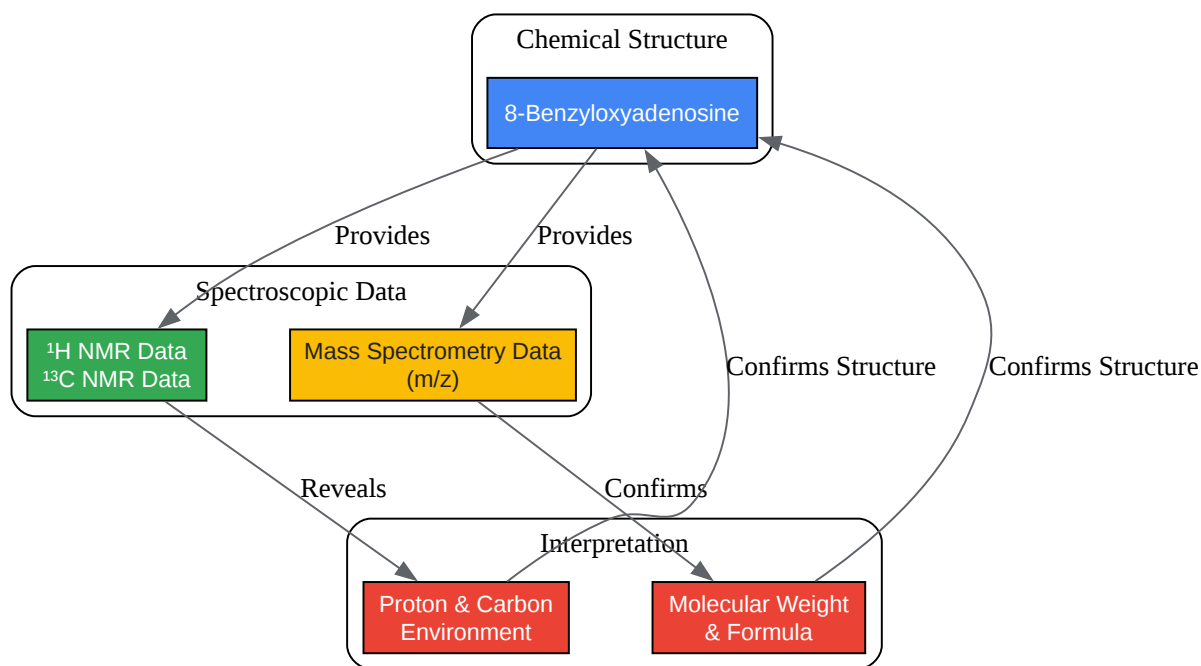 Chemical Structure
8-Benzyloxyadenosine
Provides
Provides
Spectroscopic Data
¹H NMR Data
¹³C NMR Data
Mass Spectrometry Data
(m/z)
Confirms Structure
Confirms Structure
Reveals
Confirms
Interpretation
Proton & Carbon
Environment
Molecular Weight
& Formula